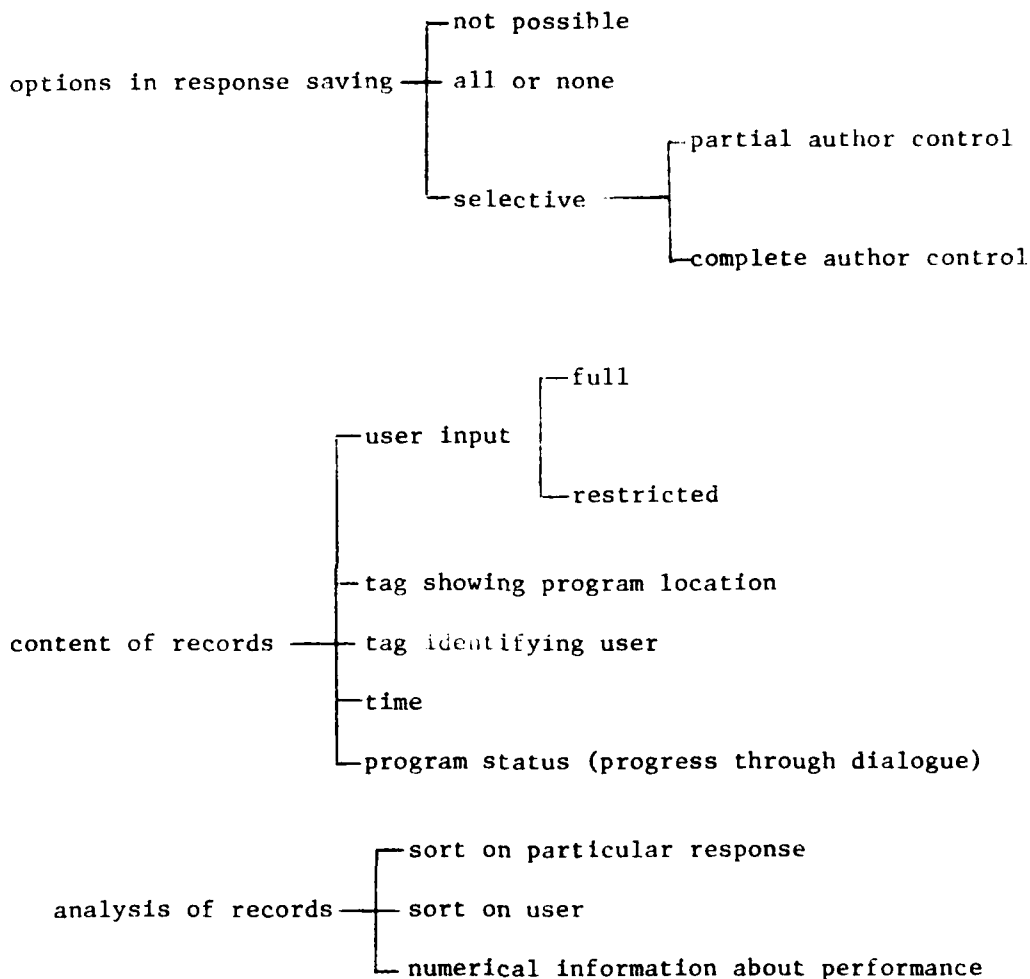 not possible
options in response saving all or none
partial author control
selective
complete author control
full
user input
restricted
tag showing program location
content of records tag identifying user
time
program status (progress through dialogue)
sort on particular response
analysis of records sort on user
numerical information about performance